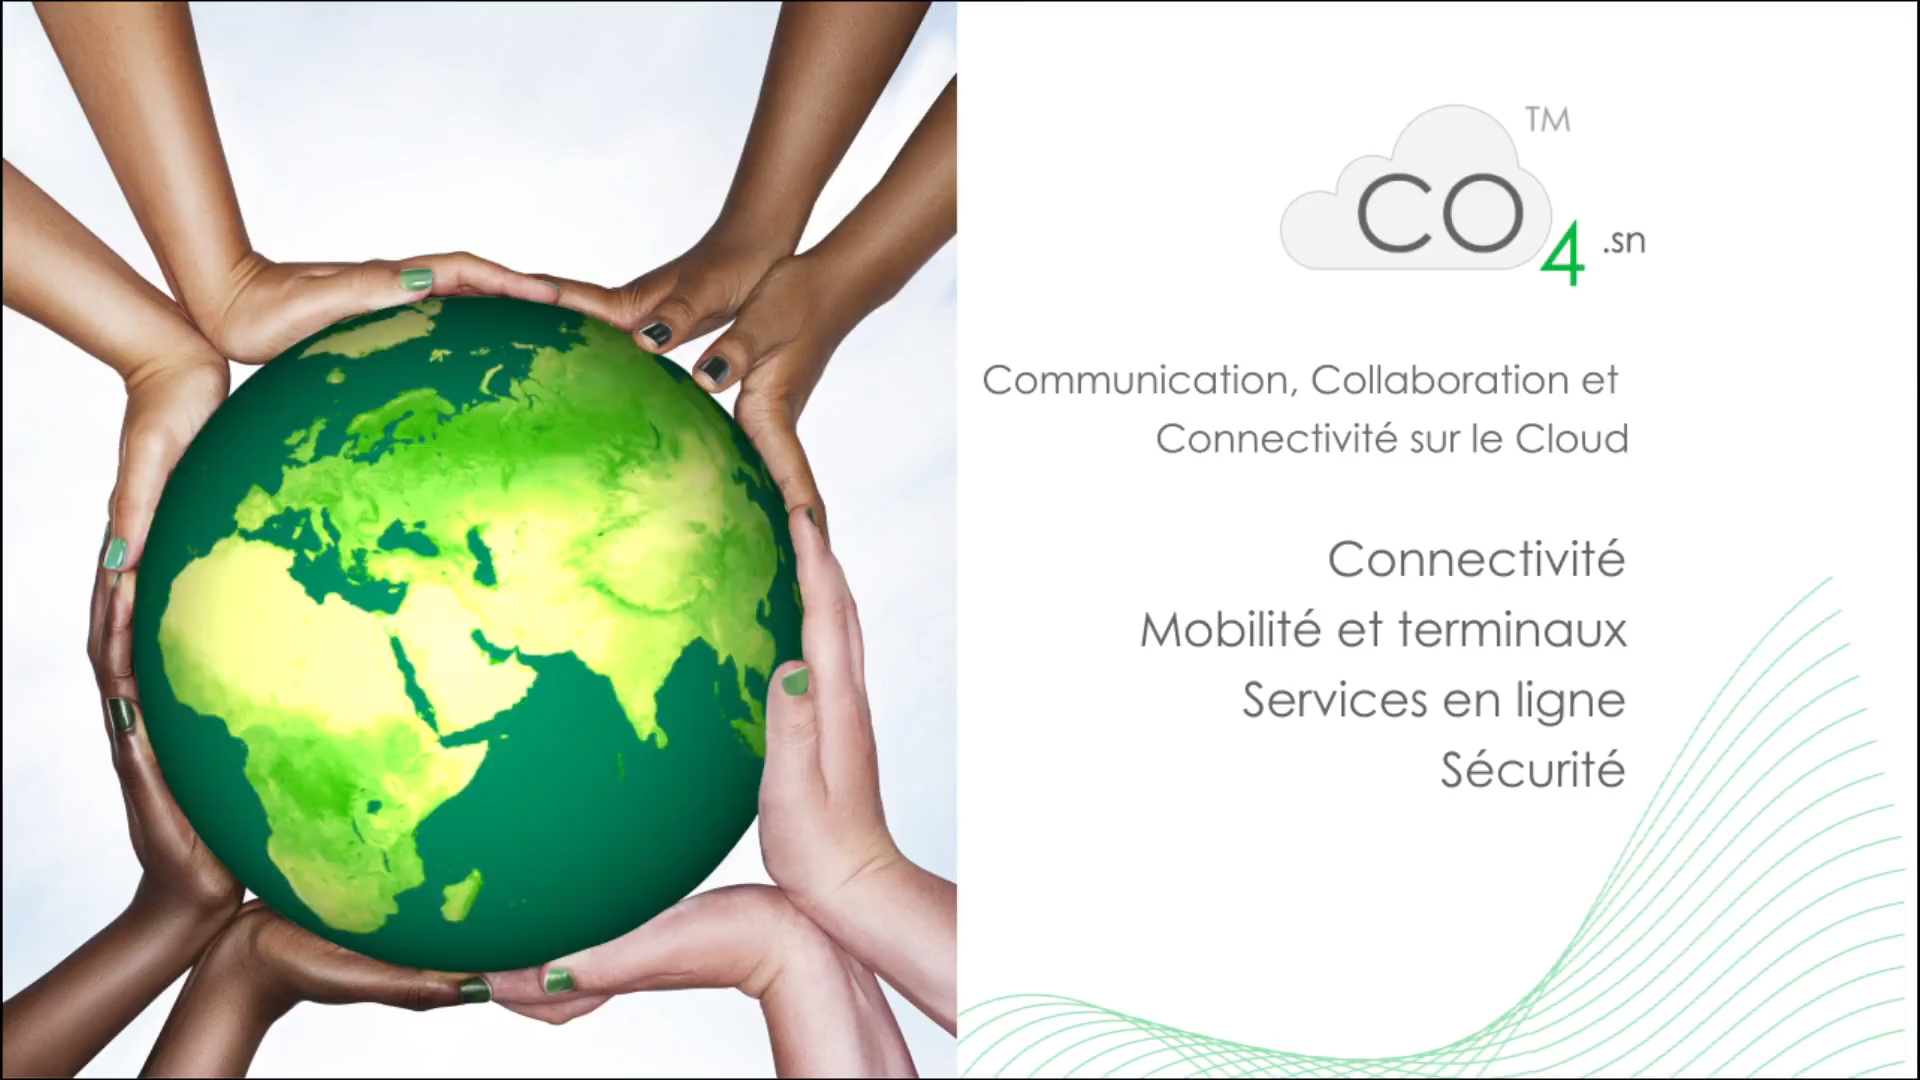 TM
CO
4 .sn
Communication, Collaboration et
Connectivité sur le Cloud
Connectivité
Mobilité et terminaux
Services en ligne
Sécurité